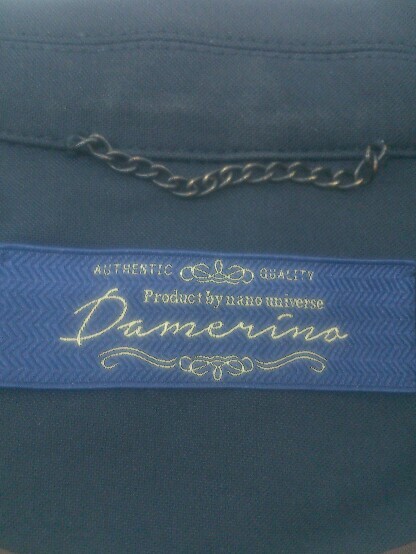 AUTHENTIC QUALITY
Product by nano universe
Damerino